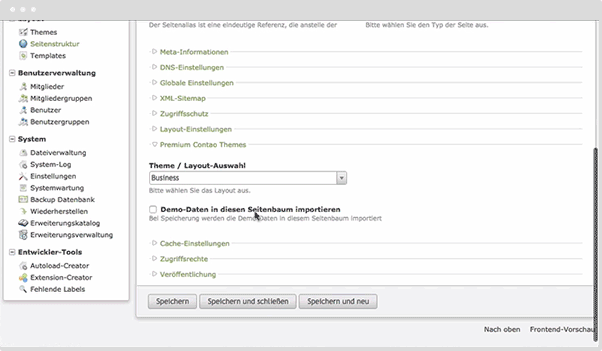 Themes
Seitenstruktur
Templates
Benutzerverwaltung
Mitglieder
Mitgliedergruppen
Benutzer
Benutzergruppen
System
Dateiverwaltung
System-Log
Einstellungen
Systemwartung
Backup Datenbank
Wiederherstellen
Erweiterungskatalog
Erweiterungsverwaltung
Entwickler-Tools
Autoload-Creator
Extension-Creator
Fehlende Labels
Der Seitenalias ist eine eindeutige Referenz, die anstelle der
Bitte wählen Sie den Typ der Seite aus.
Meta-Informationen
DNS-Einstellungen
Globale Einstellungen
XML-Sitemap
Zugriffsschutz
Layout-Einstellungen
Premium Contao Themes
Theme / Layout-Auswahl
Business
Bitte wählen Sie das Layout aus.
Demo-Daten in diesen Seitenbaum importieren
Bei Speicherung werden die Demo-Daten in diesem Seitenbaum importiert
Cache-Einstellungen
Zugriffsrechte
Veröffentlichung
Speichern
Speichern und schließen
Speichern und neu
Nach oben
Frontend-Vorschau